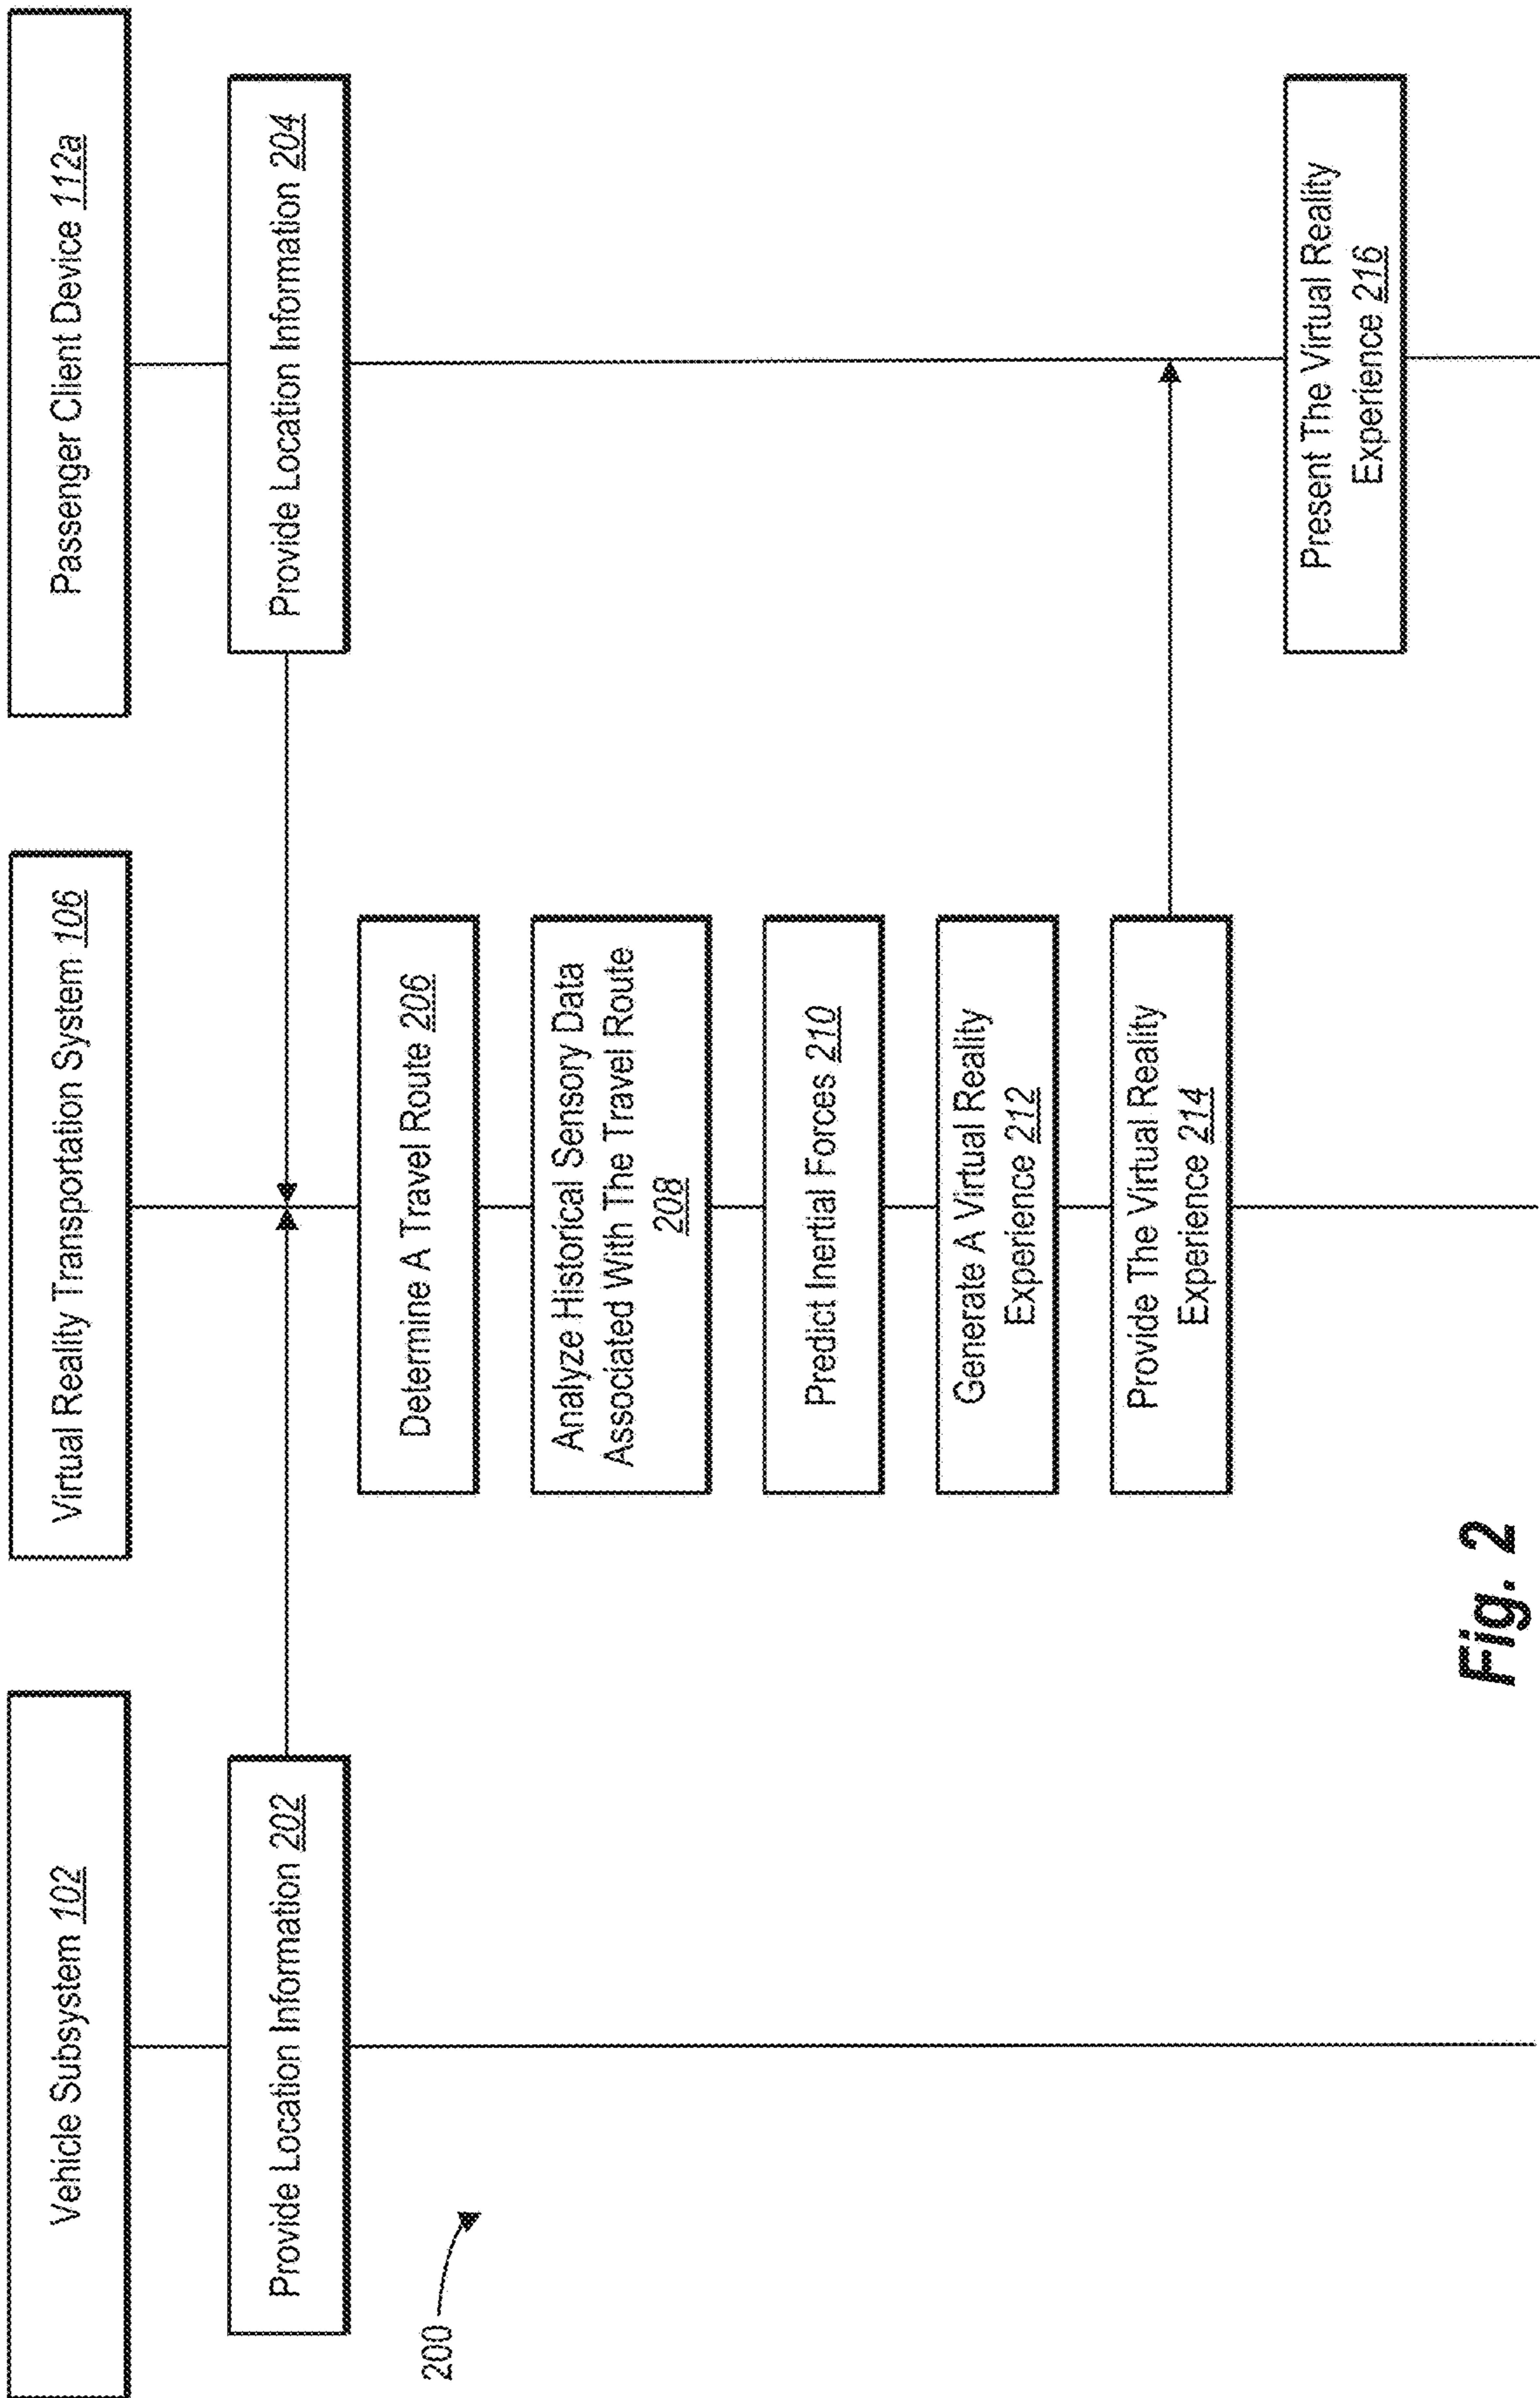 Vehicle Subsystem 102
Virtual Reality Transportation System 106
Passenger Client Device 112a
Provide Location Information 202
Provide Location Information 204
200
Determine A Travel Route 206
Analyze Historical Sensory Data
Associated With The Travel Route
208
Predict Inertial Forces 210
Generate A Virtual Reality
Experience 212
Provide The Virtual Reality
Experience 214
Present The Virtual Reality
Experience 216
Fig. 2